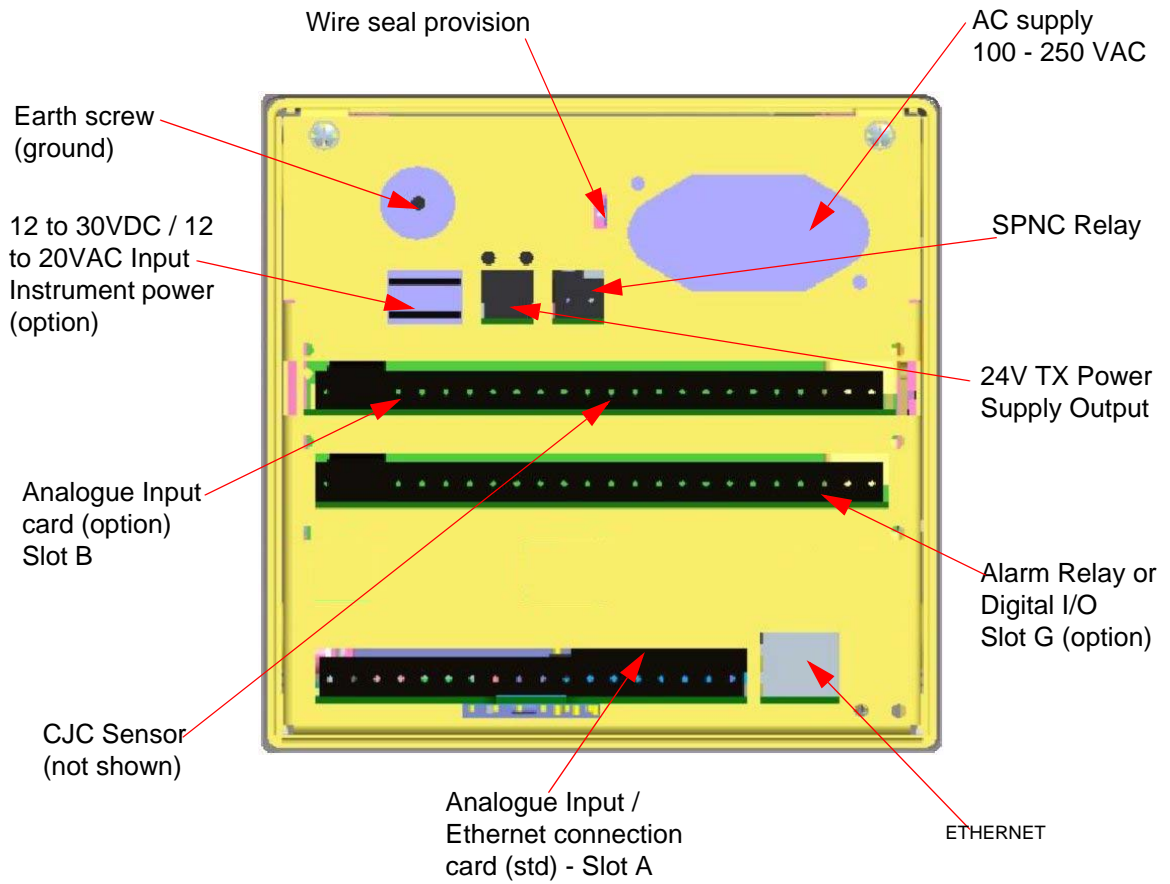 Wire seal provision
AC supply
100 - 250 VAC
Earth screw
(ground)
12 to 30VDC / 12
to 20VAC Input
Instrument power
(option)
SPNC Relay
24V TX Power
Supply Output
Analogue Input
card (option)
Slot B
Alarm Relay or
Digital I/O
Slot G (option)
CJC Sensor
(not shown)
Analogue Input /
Ethernet connection
card (std) - Slot A
ETHERNET